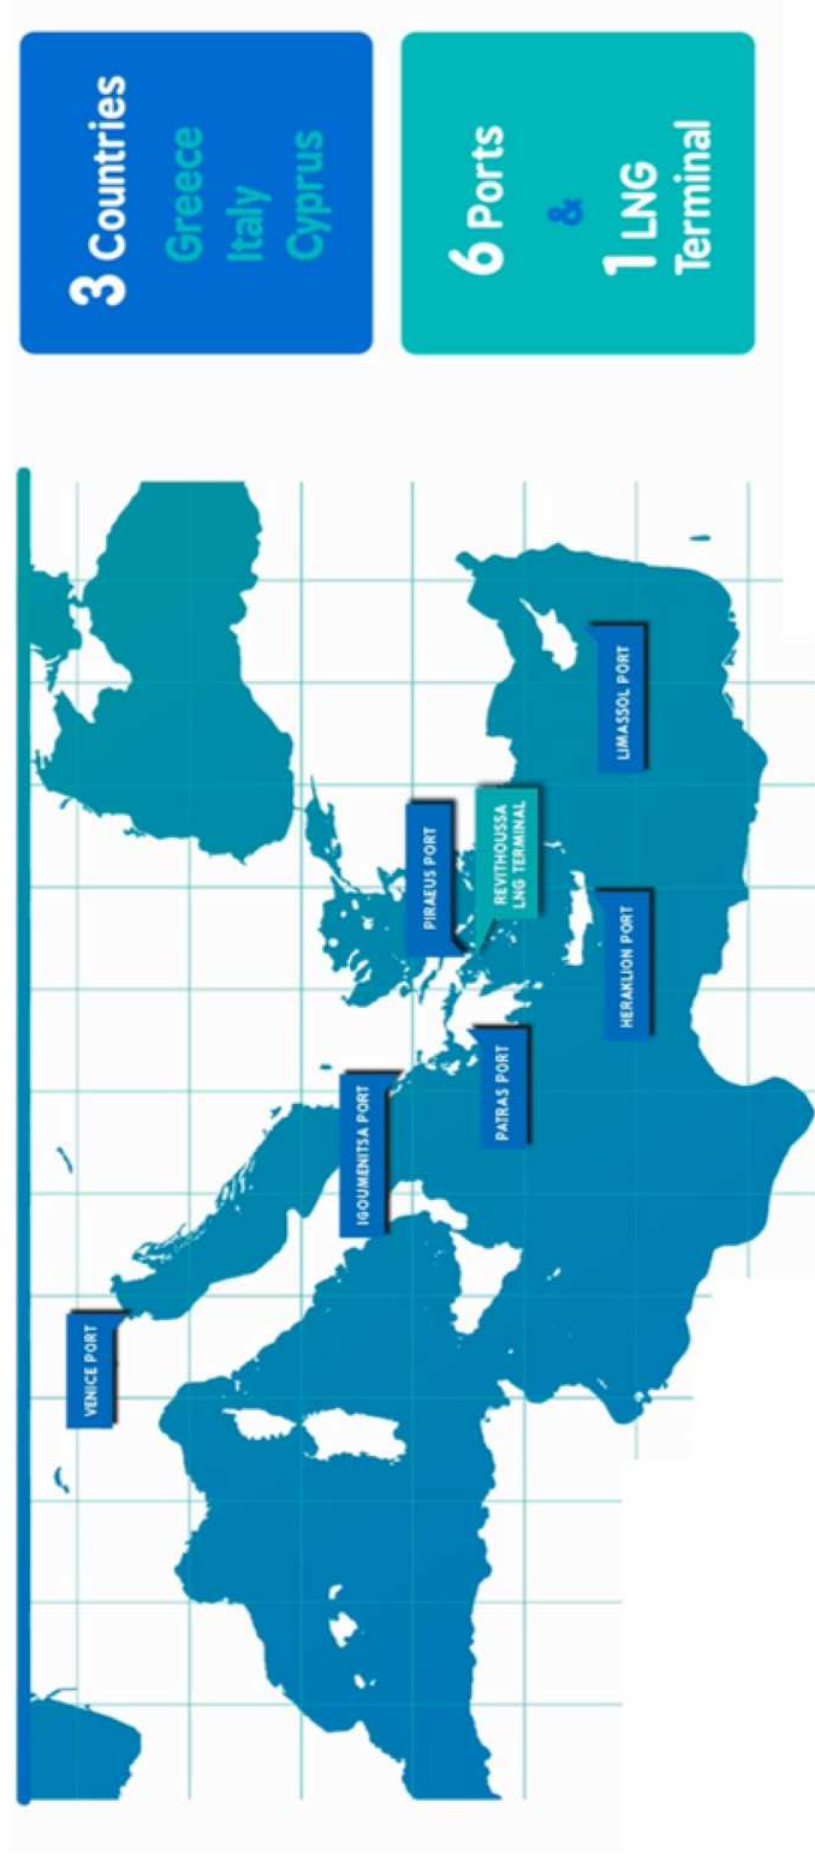 3 Countries
Greece
Italy
Cyprus
6 Ports
&
1 LNG
Terminal
VENICE PORT
IGOUMENITSA PORT
PIRAEUS PORT
REVITHOUSSA
LNG TERMINAL
PATRAS PORT
HERAKLION PORT
LIMASSOL PORT